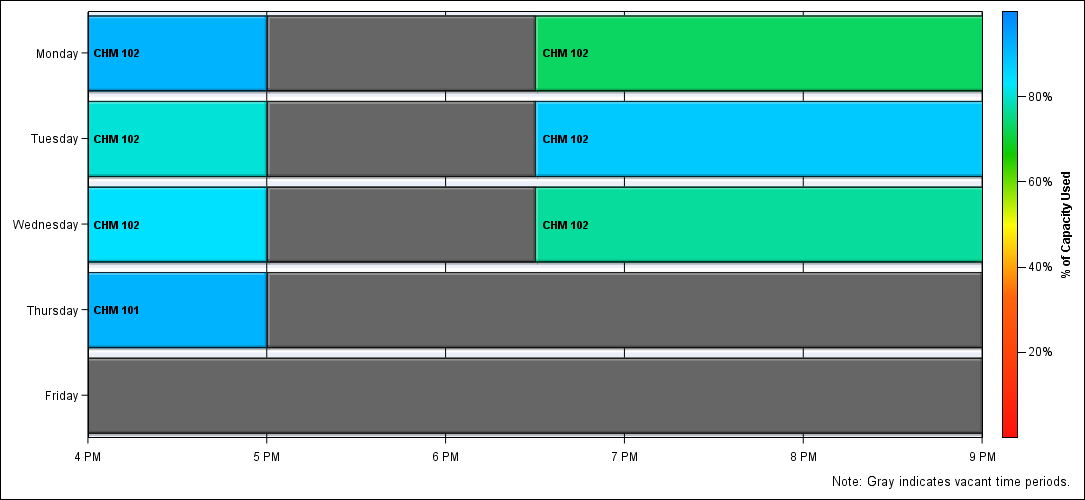 Monday
CHM 102
CHM 102
Tuesday
CHM 102
CHM 102
Wednesday
CHM 102
CHM 102
Thursday
CHM 101
Friday
4 PM
5 PM
6 PM
7 PM
8 PM
9 PM
80%
60%
40%
20%
% of Capacity Used
Note: Gray indicates vacant time periods.